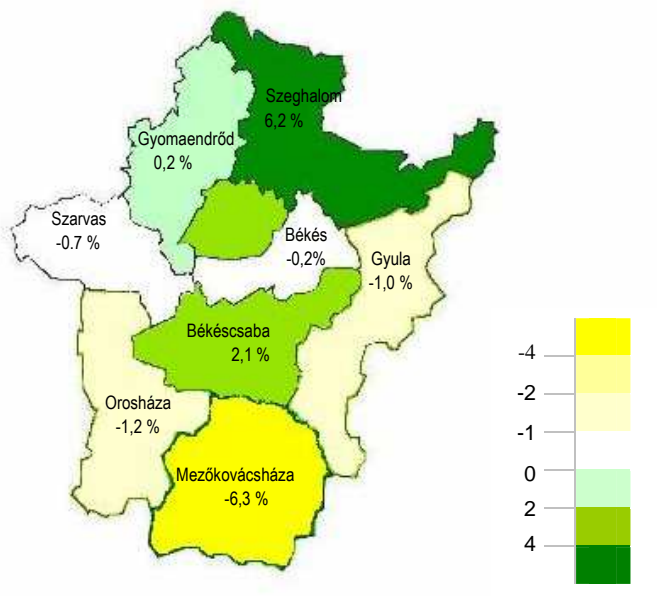 Szeghalom
6,2 %
Gyomaendrőd
0,2 %
Szarvas
-0.7 %
Békés
-0,2%
Gyula
-1,0 %
Békéscsaba
2,1 %
Orosháza
-1,2 %
Mezőkovácsháza
-6,3 %
-4
-2
-1
0
2
4